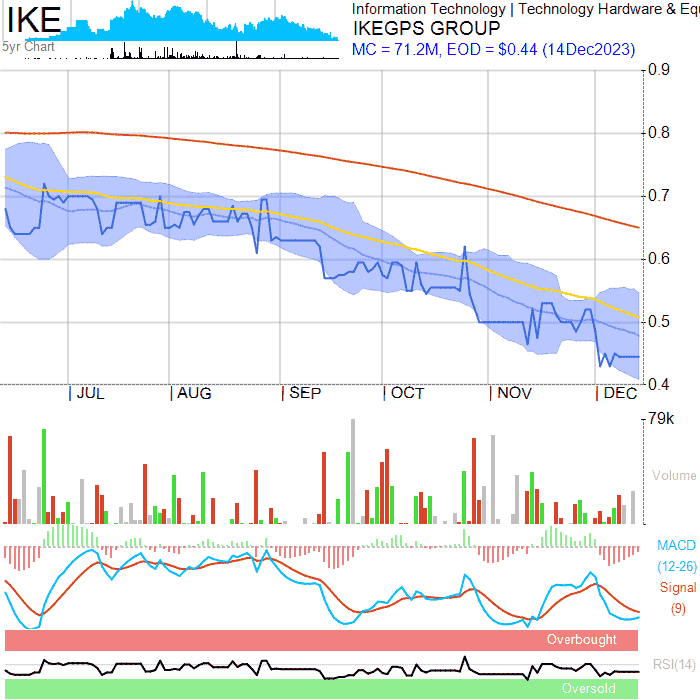 IKE
5yr Chart
Information Technology | Technology Hardware & Equ
IKEGPS GROUP
MC = 71.2M, EOD = $0.44 (14Dec2023)
0.9
0.8
0.7
0.6
0.5
0.4
JUL AUG SEP OCT NOV DEC
79k
Volume
MACD
(12-26)
Signal
(9)
Overbought
RSI(14)
Oversold